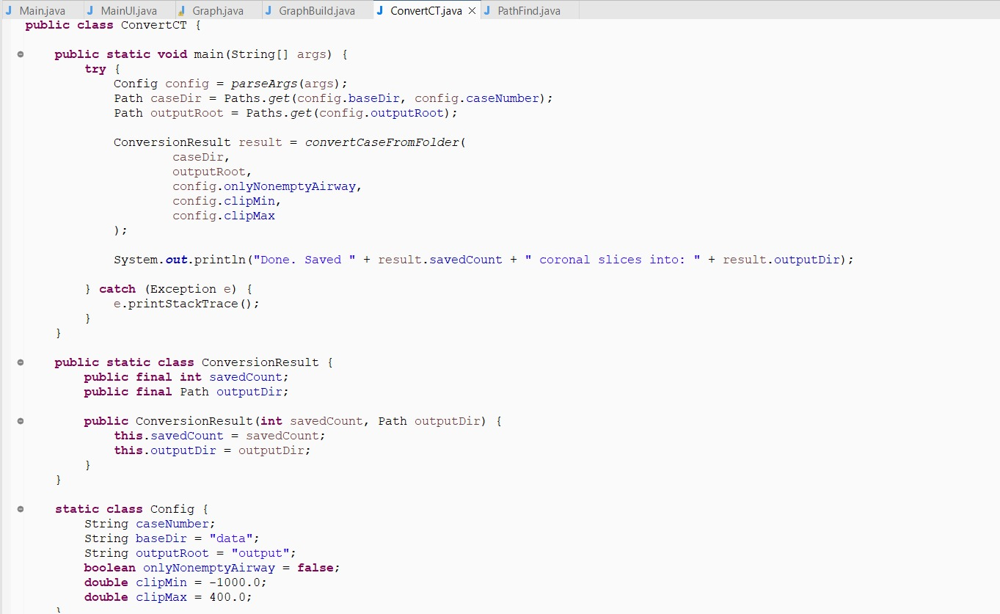 Main.java MainUI.java Graph.java GraphBuild.java ConvertCT.java PathFind.java
public class ConvertCT {
public static void main(String[] args) {
try {
Config config = parseArgs(args);
Path caseDir = Paths.get(config.baseDir, config.caseNumber);
Path outputRoot = Paths.get(config.outputRoot);
ConversionResult result = convertCaseFromFolder(
caseDir,
outputRoot,
config.onlyNonemptyAirway,
config.clipMin,
config.clipMax
);
System.out.println("Done. Saved " + result.savedCount + " coronal slices into: " + result.outputDir);
} catch (Exception e) {
e.printStackTrace();
}
}
public static class ConversionResult {
public final int savedCount;
public final Path outputDir;
public ConversionResult(int savedCount, Path outputDir) {
this.savedCount = savedCount;
this.outputDir = outputDir;
}
}
static class Config {
String caseNumber;
String baseDir = "data";
String outputRoot = "output";
boolean onlyNonemptyAirway = false;
double clipMin = -1000.0;
double clipMax = 400.0;
}